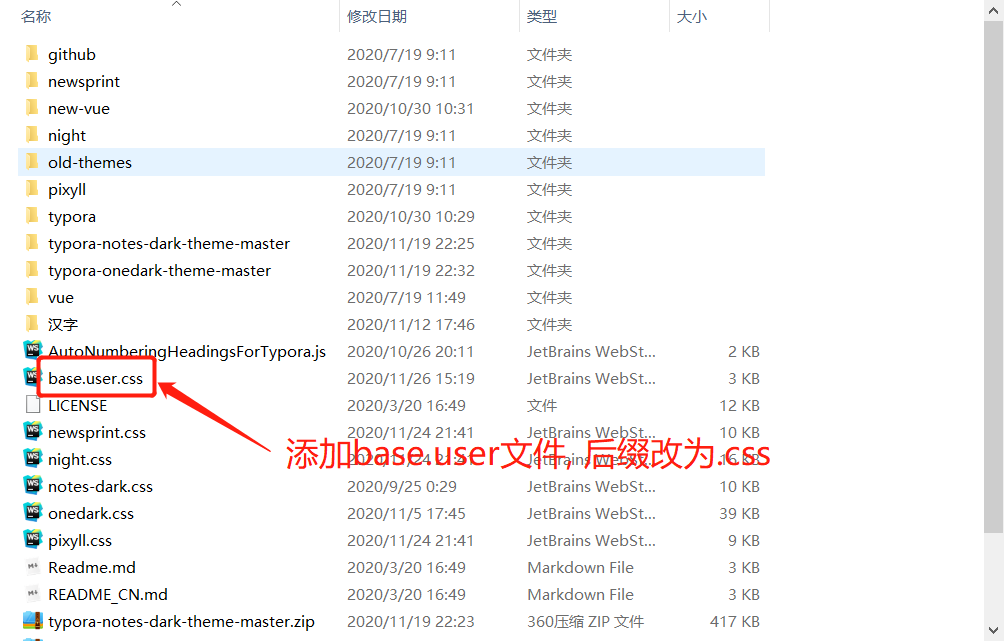 名称 修改日期 类型 大小
github 2020/7/19 9:11 文件夹
newsprint 2020/7/19 9:11 文件夹
new-vue 2020/10/30 10:31 文件夹
night 2020/7/19 9:11 文件夹
old-themes 2020/7/19 9:11 文件夹
pixyll 2020/7/19 9:11 文件夹
typora 2020/10/30 10:29 文件夹
typora-notes-dark-theme-master 2020/11/19 22:25 文件夹
typora-onedark-theme-master 2020/11/19 22:32 文件夹
vue 2020/7/19 11:49 文件夹
汉字 2020/11/12 17:46 文件夹
AutoNumberingHeadingsForTypora.js 2020/10/26 20:11 JetBrains WebSt... 2 KB
base.user.css 2020/11/26 15:19 JetBrains WebSt... 3 KB
LICENSE 2020/3/20 16:49 文件 12 KB
newsprint.css 2020/11/24 21:41 JetBrains WebSt... 10 KB
添加base.user文件, 后缀改为.css
night.css 2020/11/24 21:41 JetBrains WebSt... 16 KB
notes-dark.css 2020/9/25 0:29 JetBrains WebSt... 10 KB
onedark.css 2020/11/5 17:45 JetBrains WebSt... 39 KB
pixyll.css 2020/11/24 21:41 JetBrains WebSt... 9 KB
Readme.md 2020/3/20 16:49 Markdown File 3 KB
README_CN.md 2020/3/20 16:49 Markdown File 3 KB
typora-notes-dark-theme-master.zip 2020/11/19 22:23 360压缩 ZIP 文件 417 KB